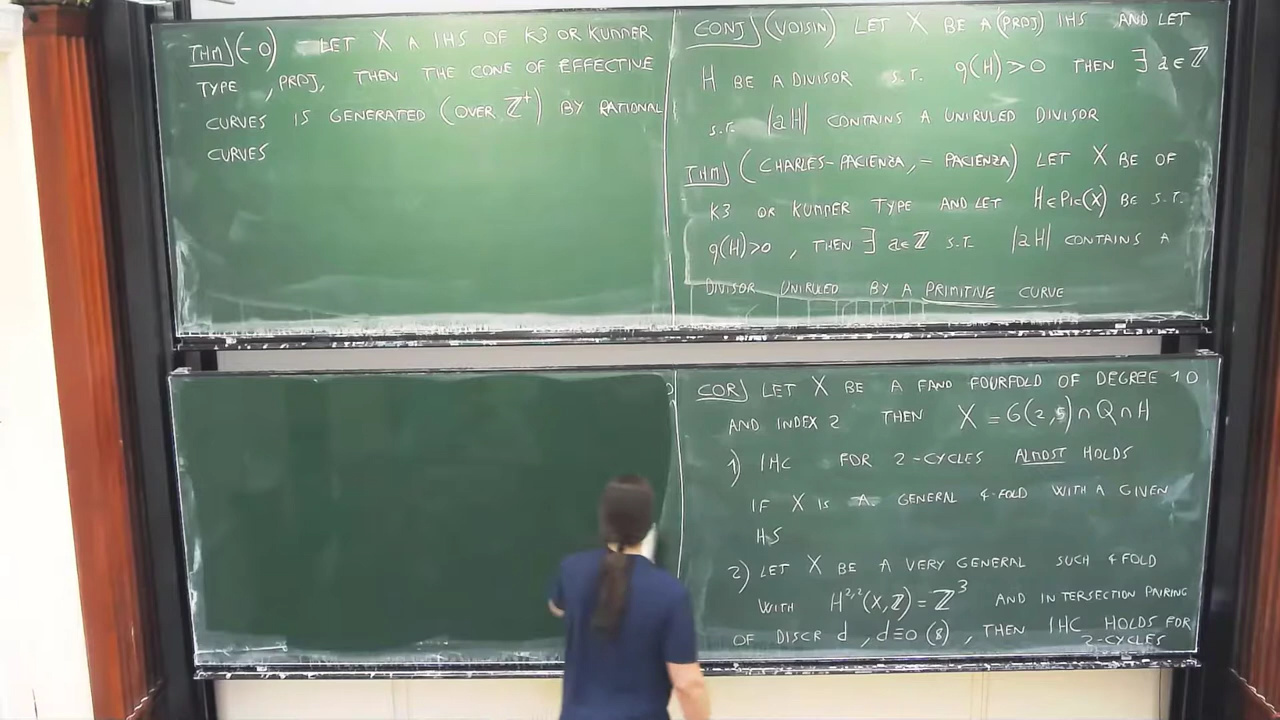 THM) (-O) LET X A IHS OF K3 OR KUMMER
TYPE, PROJ, THEN THE CONE OF EFFECTIVE
CURVES IS GENERATED (OVER ℤ⁺) BY RATIONAL
CURVES
CONJ) (VOISIN) LET X BE A (PROJ) IHS AND LET
H BE A DIVISOR S.T. q(H)>0 THEN ∃ a∈ℤ
S.T. |aH| CONTAINS A UNIRULED DIVISOR
THM) (CHARLES-PACIENZA, - PACIENZA) LET X BE OF
K3 OR KUMMER TYPE AND LET H∈Pic(X) BE S.T.
q(H)>0, THEN ∃ a∈ℤ S.T. |aH| CONTAINS A
DIVISOR UNIRULED BY A PRIMITIVE CURVE
COR) LET X BE A FANO FOURFOLD OF DEGREE 10
AND INDEX 2 THEN X = G(2,5)∩Q∩H
1) IHC FOR 2-CYCLES ALMOST HOLDS
IF X IS A GENERAL 4-FOLD WITH A GIVEN
HS
2) LET X BE A VERY GENERAL SUCH 4FOLD
WITH H²,²(X,ℤ)=ℤ³ AND INTERSECTION PAIRING
OF DISCR d, d≡0 (8), THEN IHC HOLDS FOR
2-CYCLES